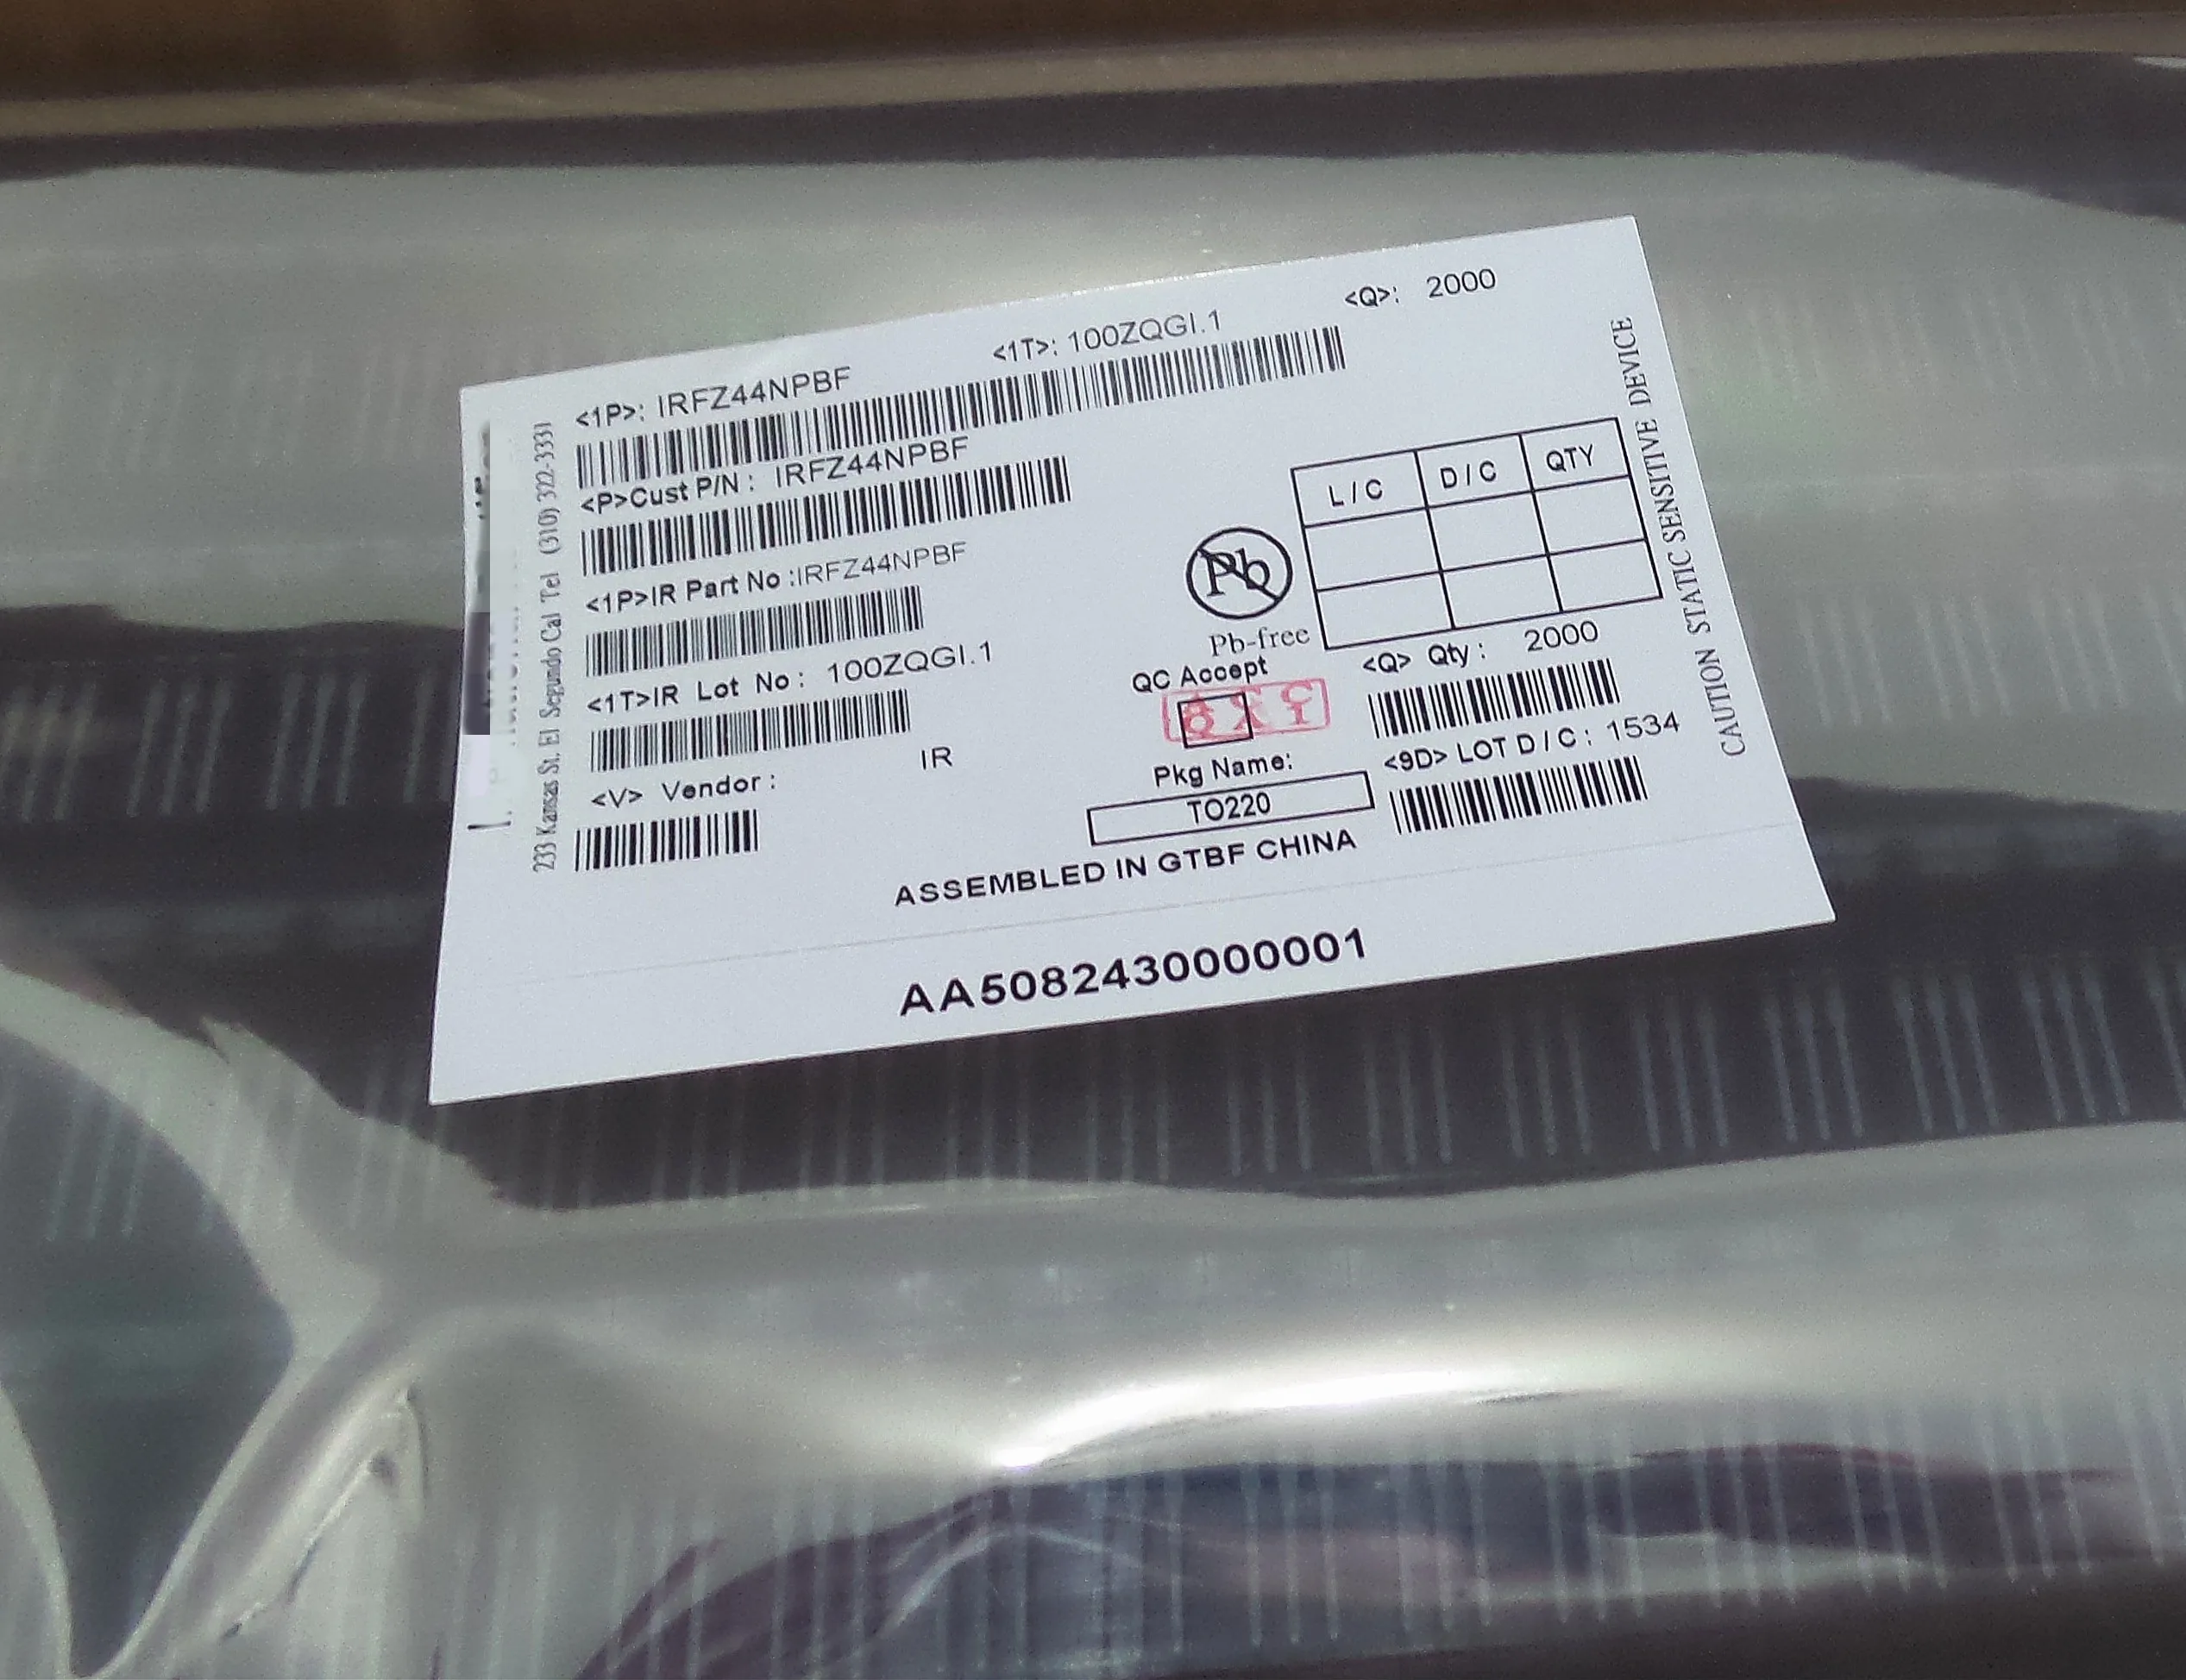 <1P>: IRFZ44NPBF <1T>: 100ZQGI.1 <Q>: 2000
<P>Cust P/N : IRFZ44NPBF
<1P>IR Part No :IRFZ44NPBF
<1T>IR Lot No : 100ZQGI.1
<V> Vendor : IR
L / C D / C QTY
Pb
Pb-free
QC Accept
<Q> Qty : 2000
Pkg Name:
TO220
<9D> LOT D / C : 1534
ASSEMBLED IN GTBF CHINA
AA5082430000001
233 Kansas St. El Segundo Cal Tel (310) 322-3331
CAUTION STATIC SENSITIVE DEVICE